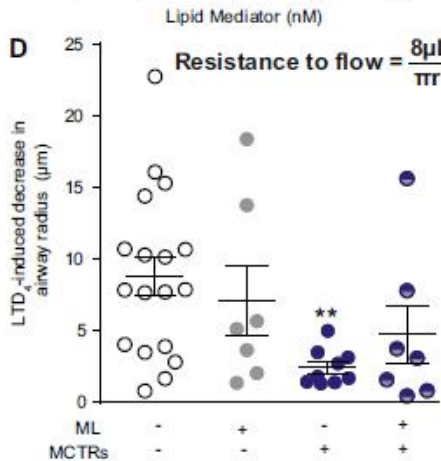 Lipid Mediator (nM)
D
Resistance to flow = 8μl
πr
LTD4-induced decrease in
airway radius (μm)
25
20
15
10
5
0
**
ML - + - +
MCTRs - - + +